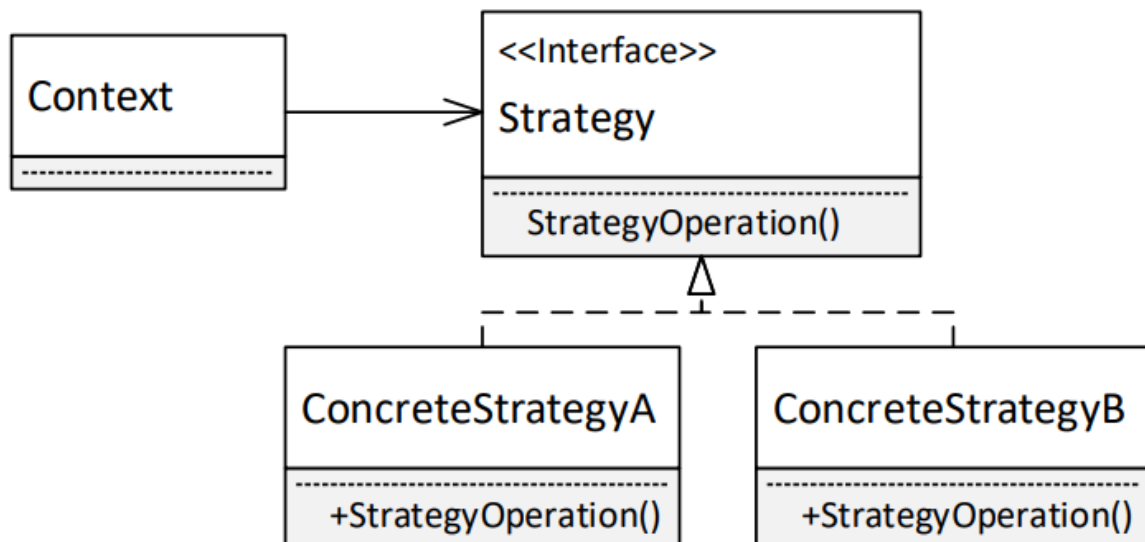 Context
<<Interface>>
Strategy
StrategyOperation()
ConcreteStrategyA
+StrategyOperation()
ConcreteStrategyB
+StrategyOperation()